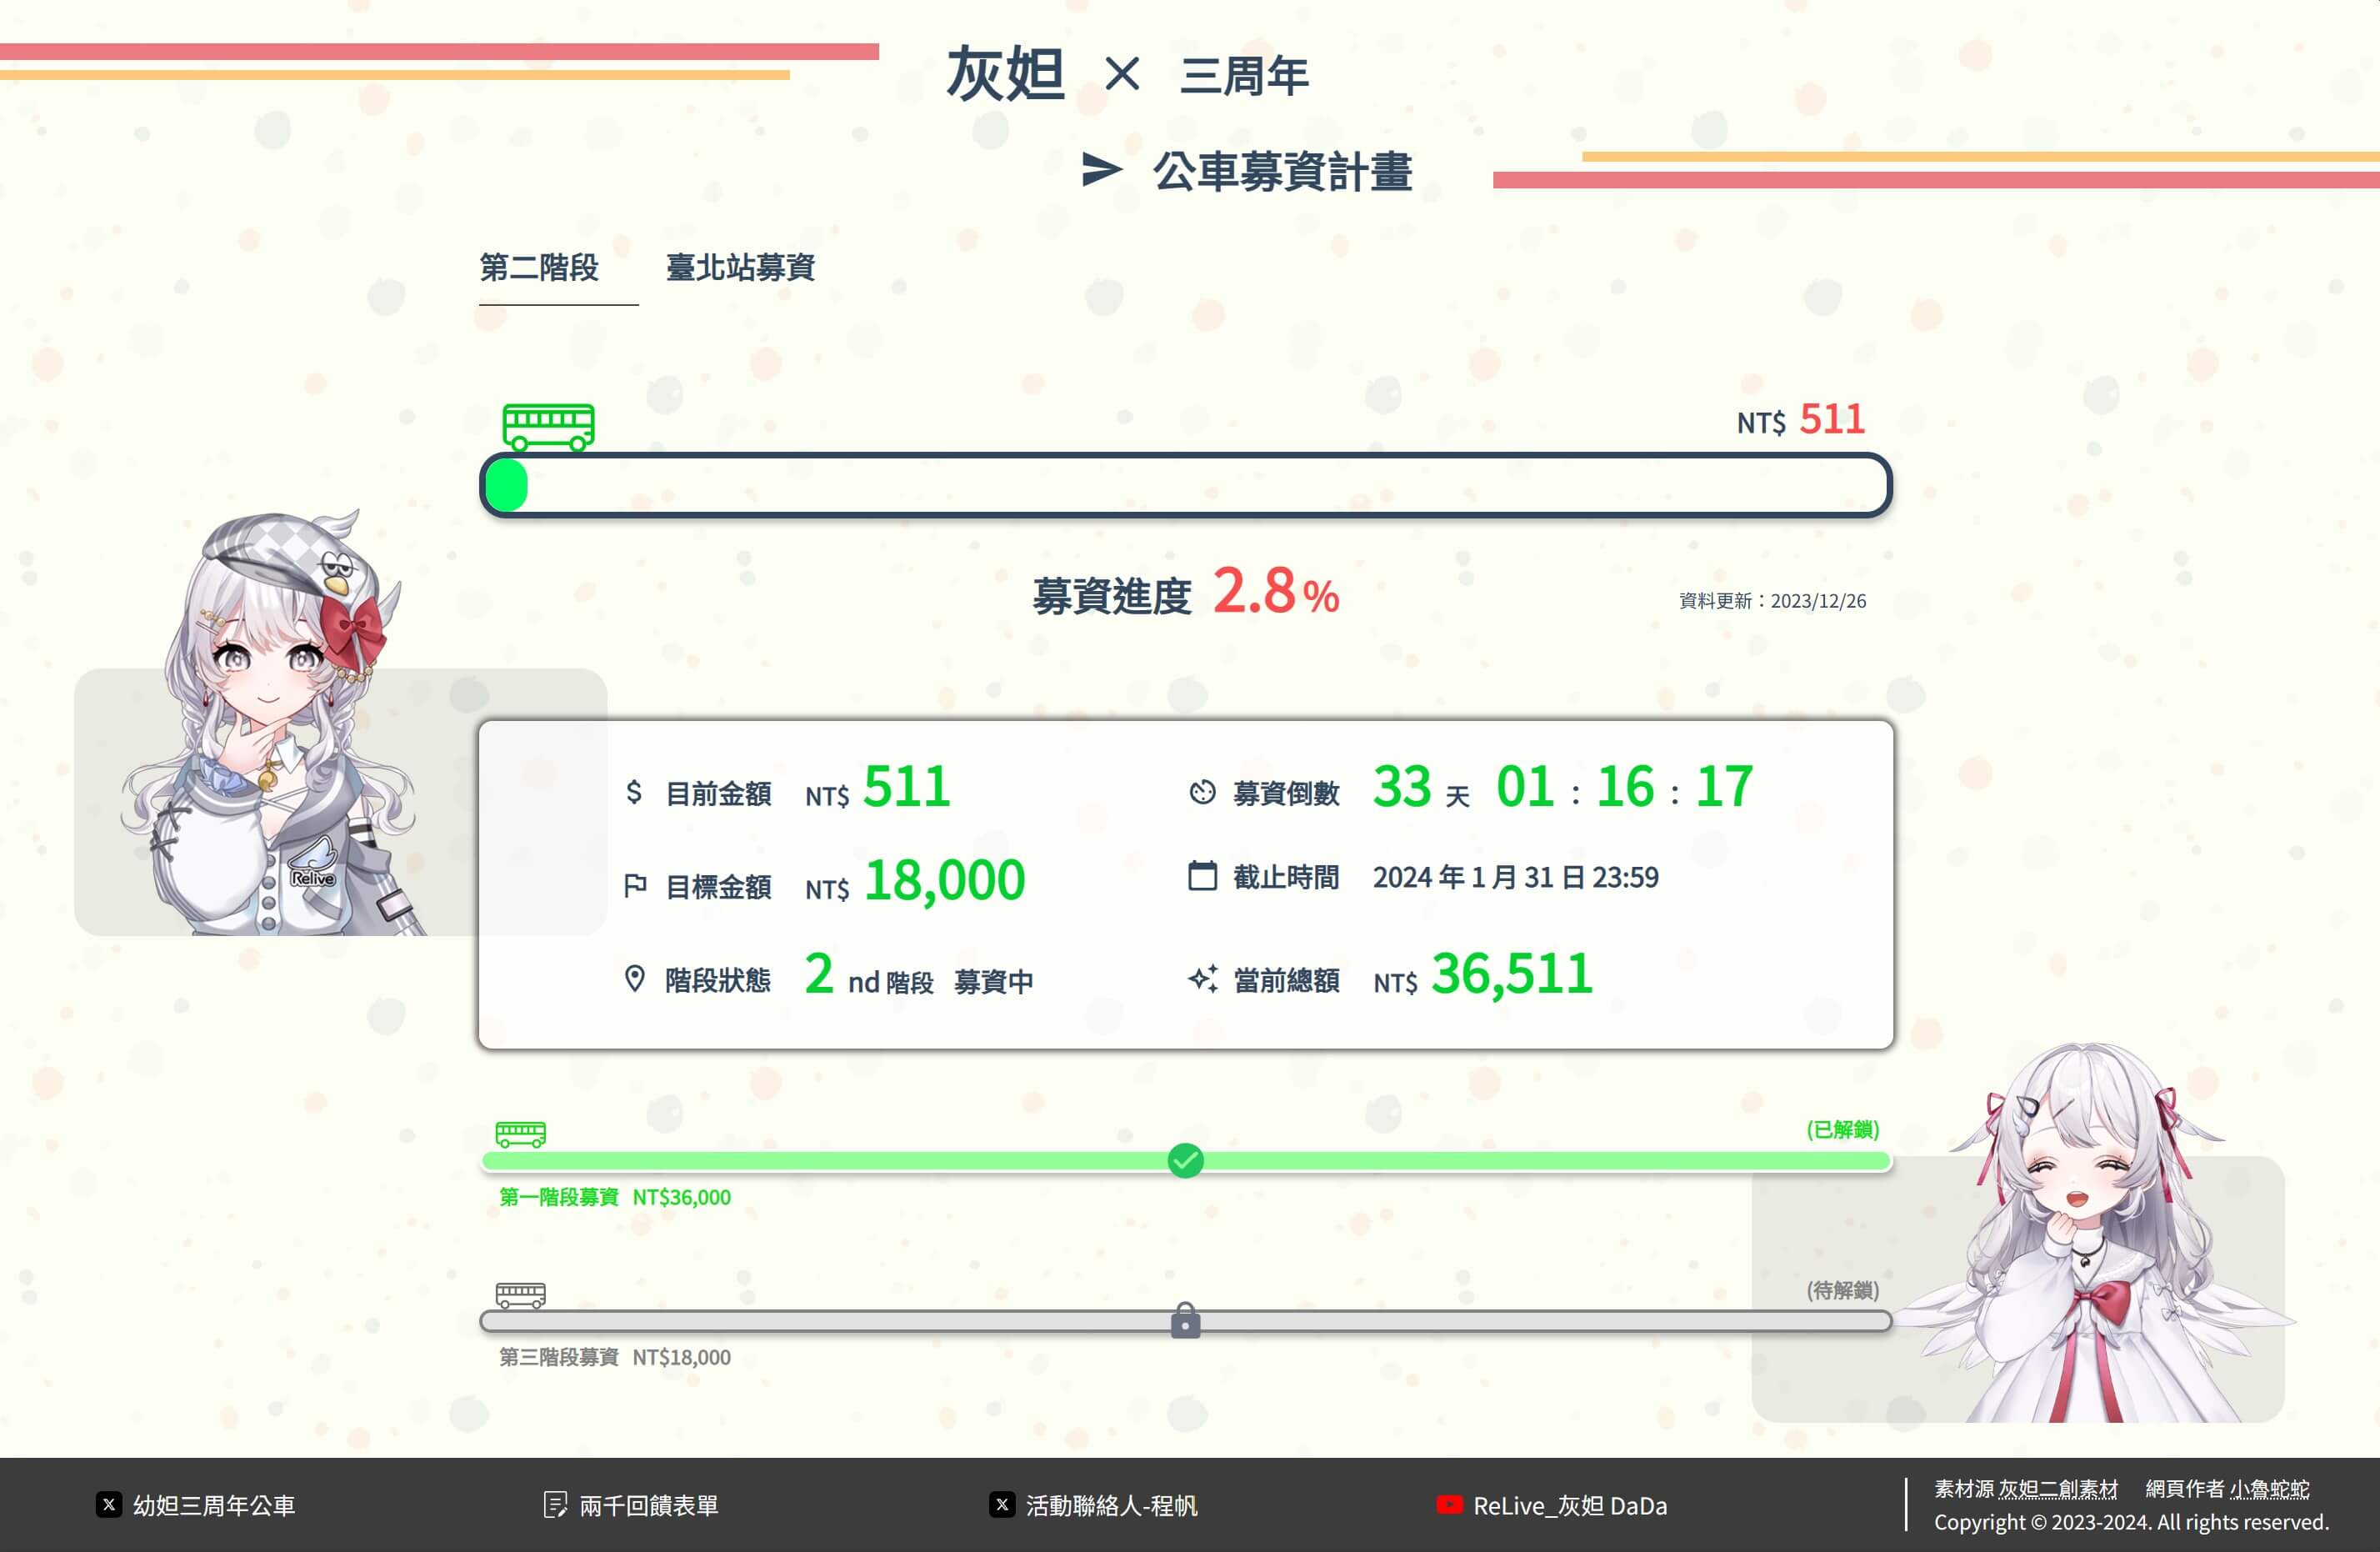 灰妲 × 三周年
公車募資計畫
第二階段 臺北站募資
NT$ 511
募資進度 2.8%
資料更新：2023/12/26
目前金額 NT$ 511
募資倒數 33 天 01 : 16 : 17
目標金額 NT$ 18,000
截止時間 2024 年 1 月 31 日 23:59
階段狀態 2 nd 階段 募資中
當前總額 NT$ 36,511
Relive
(已解鎖)
第一階段募資 NT$36,000
(待解鎖)
第三階段募資 NT$18,000
幼妲三周年公車
兩千回饋表單
活動聯絡人-程帆
ReLive_灰妲 DaDa
素材源 灰妲二創素材 網頁作者 小魯蛇蛇
Copyright © 2023-2024. All rights reserved.